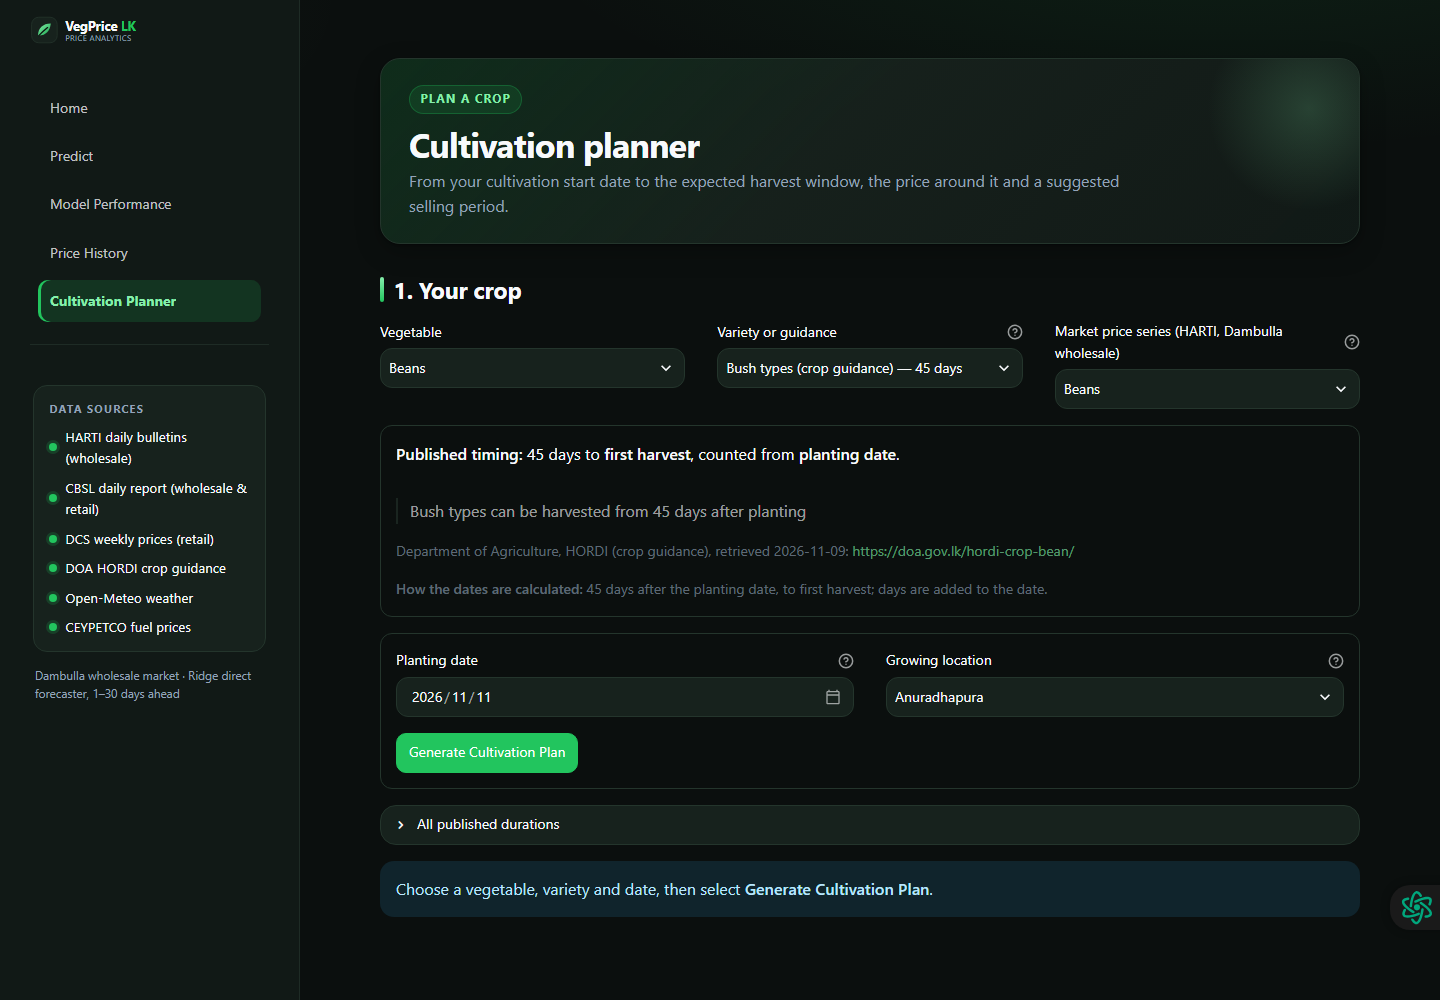 VegPrice LK
PRICE ANALYTICS
Home
Predict
Model Performance
Price History
Cultivation Planner
DATA SOURCES
HARTI daily bulletins
(wholesale)
CBSL daily report (wholesale &
retail)
DCS weekly prices (retail)
DOA HORDI crop guidance
Open-Meteo weather
CEYPETCO fuel prices
Dambulla wholesale market · Ridge direct
forecaster, 1–30 days ahead
PLAN A CROP
Cultivation planner
From your cultivation start date to the expected harvest window, the price around it and a suggested
selling period.
1. Your crop
Vegetable
Beans
Variety or guidance
Bush types (crop guidance) — 45 days
Market price series (HARTI, Dambulla
wholesale)
Beans
Published timing: 45 days to first harvest, counted from planting date.
Bush types can be harvested from 45 days after planting
Department of Agriculture, HORDI (crop guidance), retrieved 2026-11-09: https://doa.gov.lk/hordi-crop-bean/
How the dates are calculated: 45 days after the planting date, to first harvest; days are added to the date.
Planting date
2026/11/11
Growing location
Anuradhapura
Generate Cultivation Plan
All published durations
Choose a vegetable, variety and date, then select Generate Cultivation Plan.